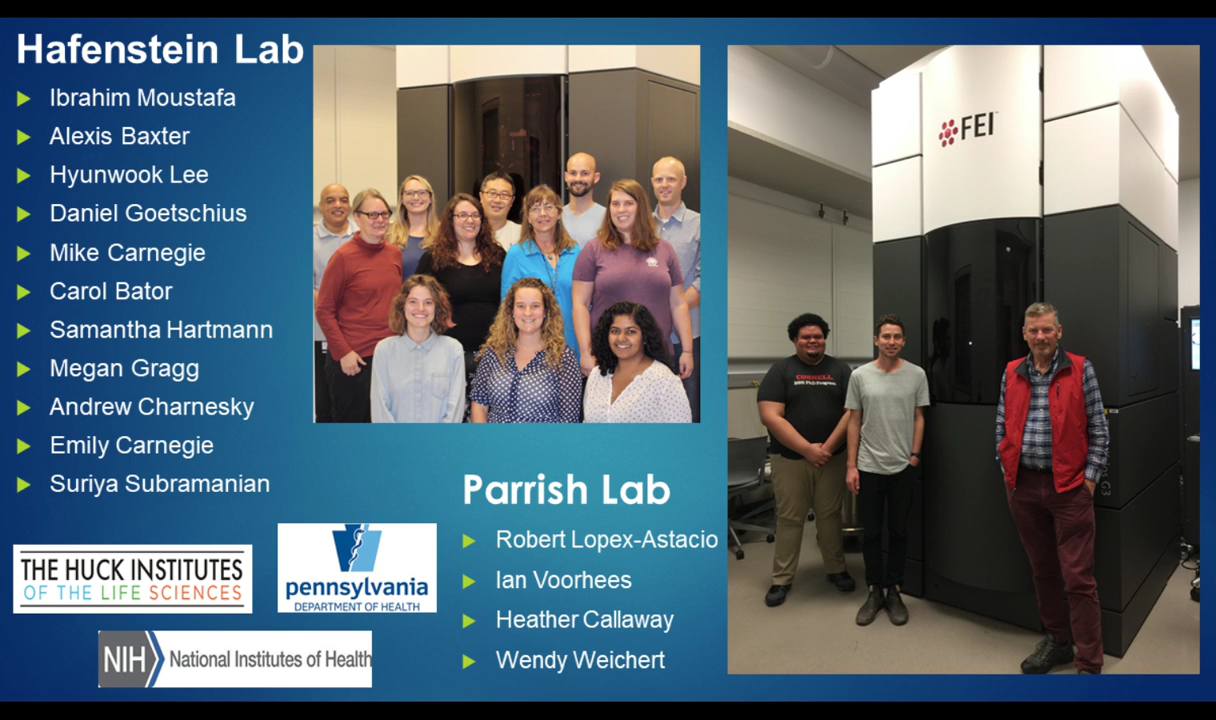 Hafenstein Lab
Ibrahim Moustafa
Alexis Baxter
Hyunwook Lee
Daniel Goetschius
Mike Carnegie
Carol Bator
Samantha Hartmann
Megan Gragg
Andrew Charnesky
Emily Carnegie
Suriya Subramanian
THE HUCK INSTITUTES
OF THE LIFE SCIENCES
pennsylvania
DEPARTMENT OF HEALTH
NIH National Institutes of Health
Parrish Lab
Robert Lopex-Astacio
Ian Voorhees
Heather Callaway
Wendy Weichert
FEI
CORNELL